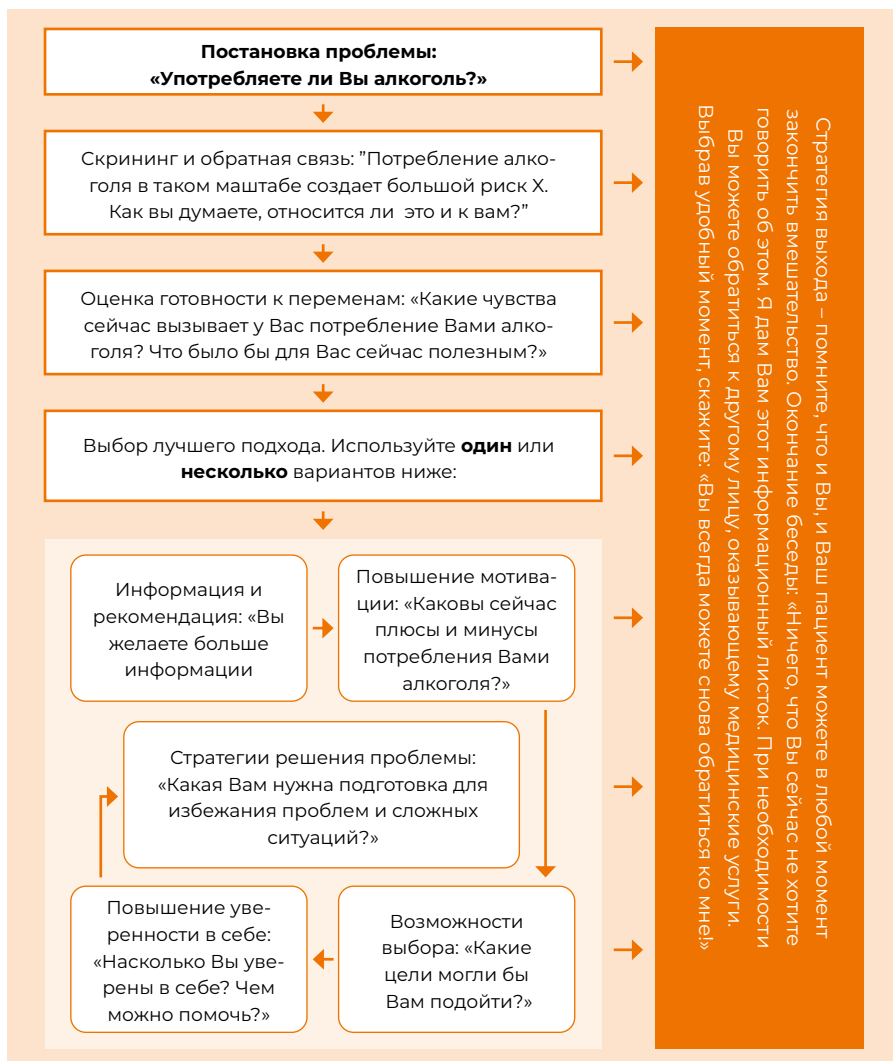 Постановка проблемы:
«Употребляете ли Вы алкоголь?»
Скрининг и обратная связь: ”Потребление алко-
голя в таком маштабе создает большой риск X.
Как вы думаете, относится ли это и к вам?”
Оценка готовности к переменам: «Какие чувства
сейчас вызывает у Вас потребление Вами алко-
голя? Что было бы для Вас сейчас полезным?»
Выбор лучшего подхода. Используйте один или
несколько вариантов ниже:
Информация и
рекомендация: «Вы
желаете больше
информации
Повышение мотива-
ции: «Каковы сейчас
плюсы и минусы
потребления Вами
алкоголя?»
Стратегии решения проблемы:
«Какая Вам нужна подготовка для
избежания проблем и сложных
ситуаций?»
Повышение уве-
ренности в себе:
«Насколько Вы уве-
рены в себе? Чем
можно помочь?»
Возможности
выбора: «Какие
цели могли бы
Вам подойти?»
Стратегия выхода – помните, что и Вы, и Ваш пациент можете в любой момент
закончить вмешательство. Окончание беседы: «Ничего, что Вы сейчас не хотите
говорить об этом. Я дам Вам этот информационный листок. При необходимости
Вы можете обратиться к другому лицу, оказывающему медицинские услуги.
Выбрав удобный момент, скажите: «Вы всегда можете снова обратиться ко мне!»